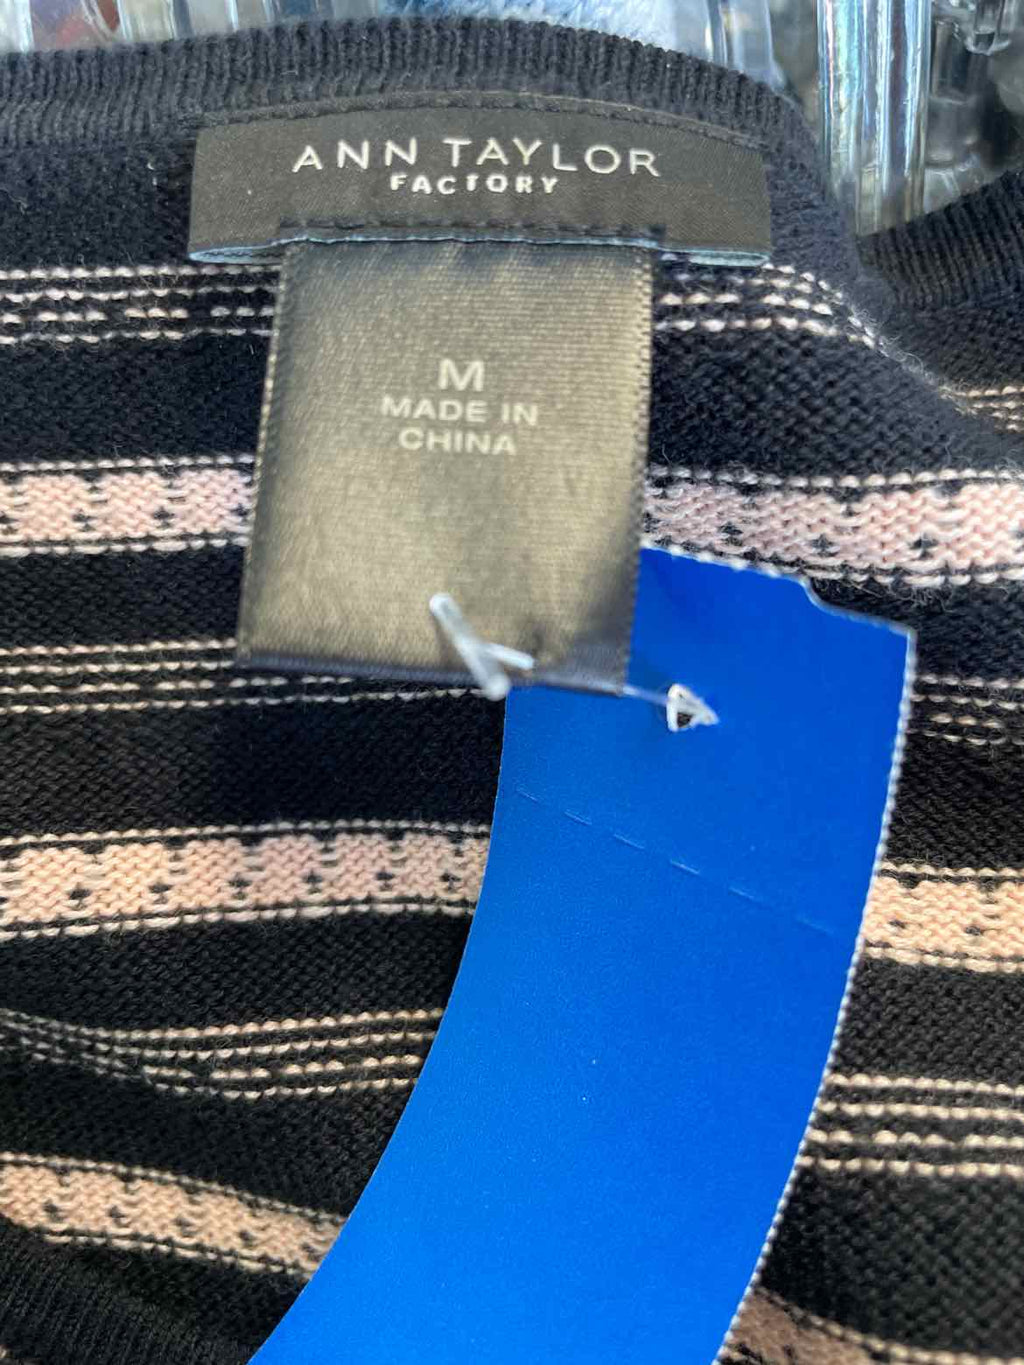 ANN TAYLOR
FACTORY
M
MADE IN
CHINA